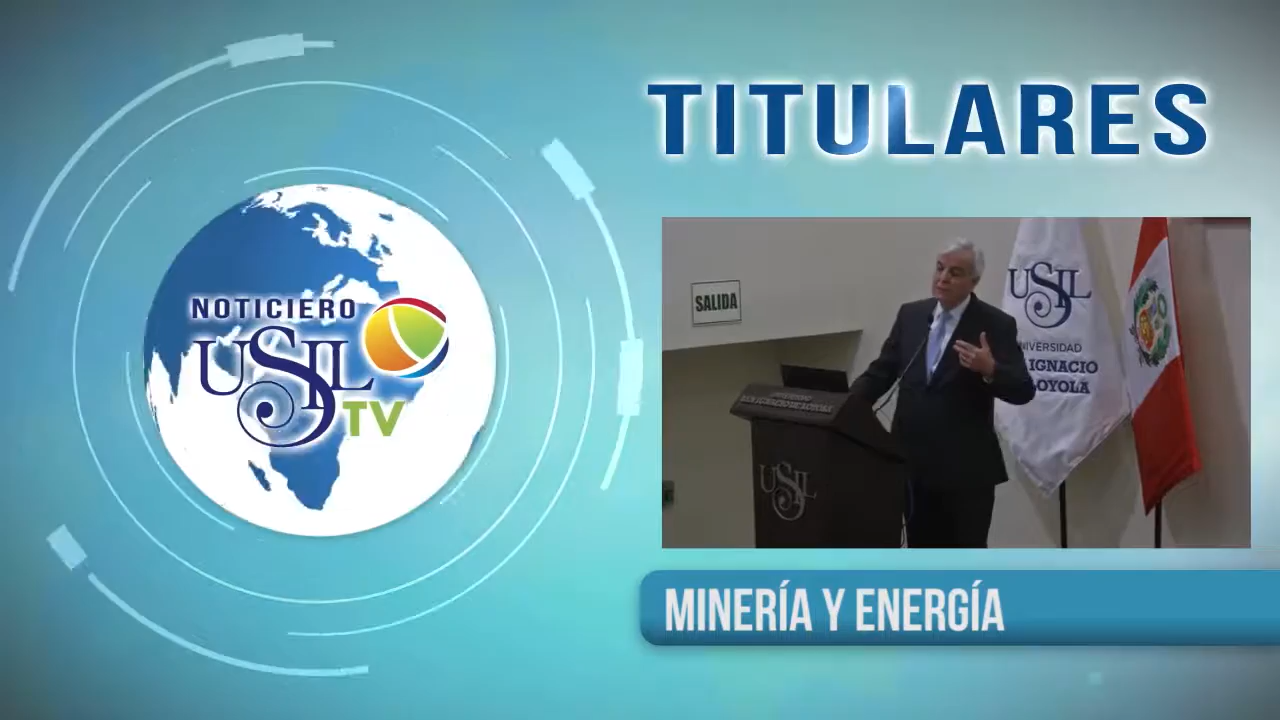 TITULARES
NOTICIERO
USIL
TV
SALIDA
USIL
UNIVERSIDAD
IGNACIO
LOYOLA
USIL
MINERÍA Y ENERGÍA